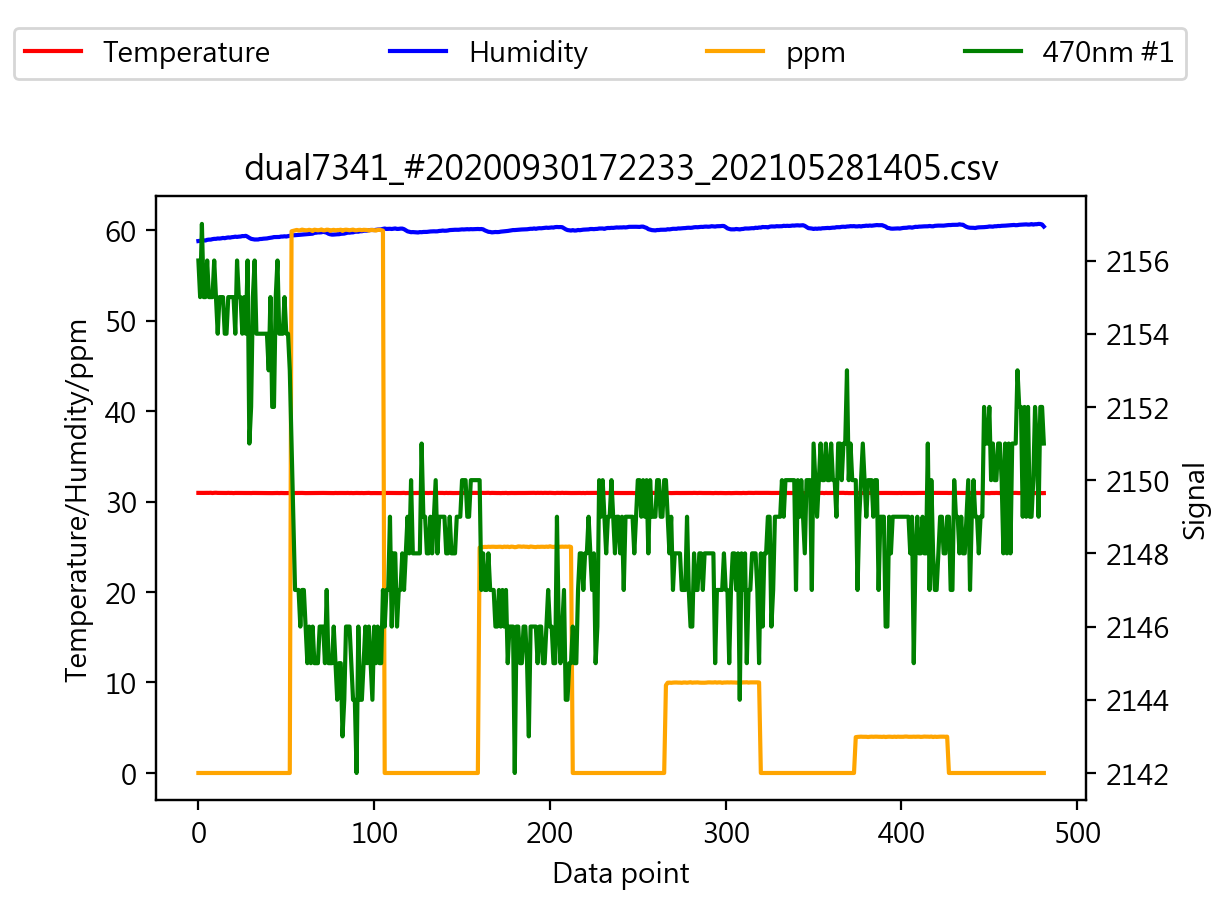 Temperature Humidity ppm 470nm #1
dual7341_#20200930172233_202105281405.csv
Temperature/Humdity/ppm
60
50
40
30
20
10
0
2156
2154
2152
2150
2148
2146
2144
2142
Signal
0 100 200 300 400 500
Data point